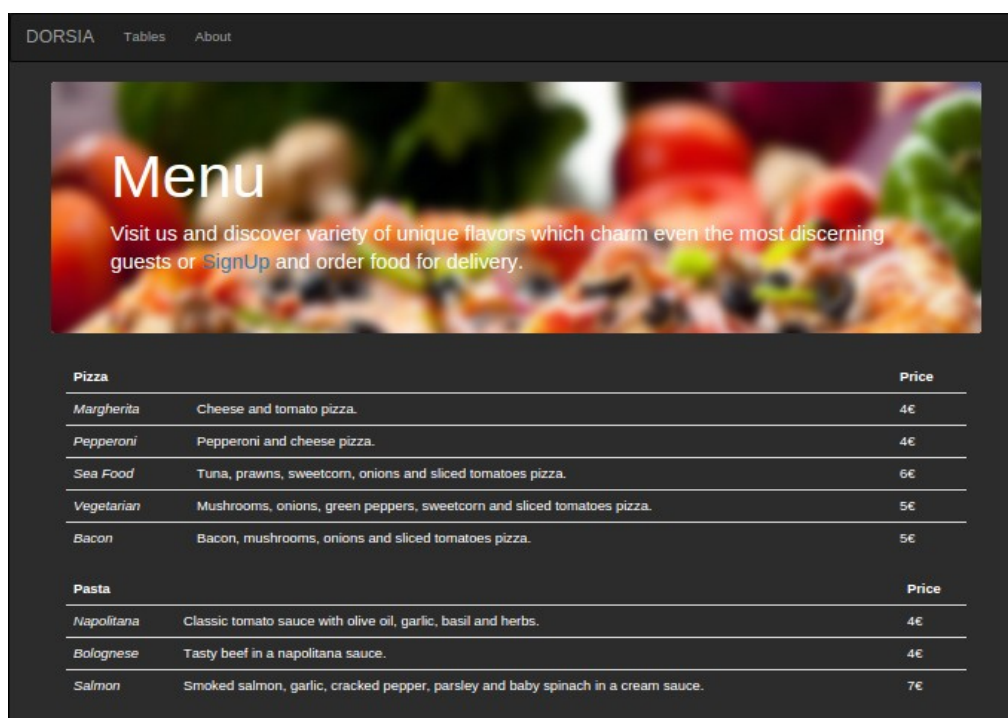 DORSIA Tables About
Menu
Visit us and discover variety of unique flavors which charm even the most discerning
guests or SignUp and order food for delivery.
Pizza Price
Margherita Cheese and tomato pizza. 4€
Pepperoni Pepperoni and cheese pizza. 4€
Sea Food Tuna, prawns, sweetcorn, onions and sliced tomatoes pizza. 6€
Vegetarian Mushrooms, onions, green peppers, sweetcorn and sliced tomatoes pizza. 5€
Bacon Bacon, mushrooms, onions and sliced tomatoes pizza. 5€
Pasta Price
Napolitana Classic tomato sauce with olive oil, garlic, basil and herbs. 4€
Bolognese Tasty beef in a napolitana sauce. 4€
Salmon Smoked salmon, garlic, cracked pepper, parsley and baby spinach in a cream sauce. 7€